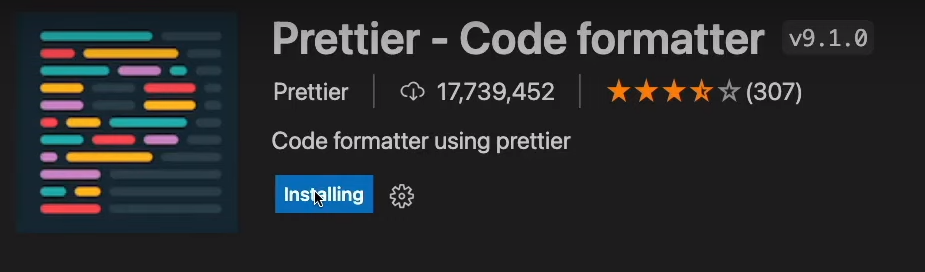 Prettier - Code formatter v9.1.0
Prettier 17,739,452 (307)
Code formatter using prettier
Installing